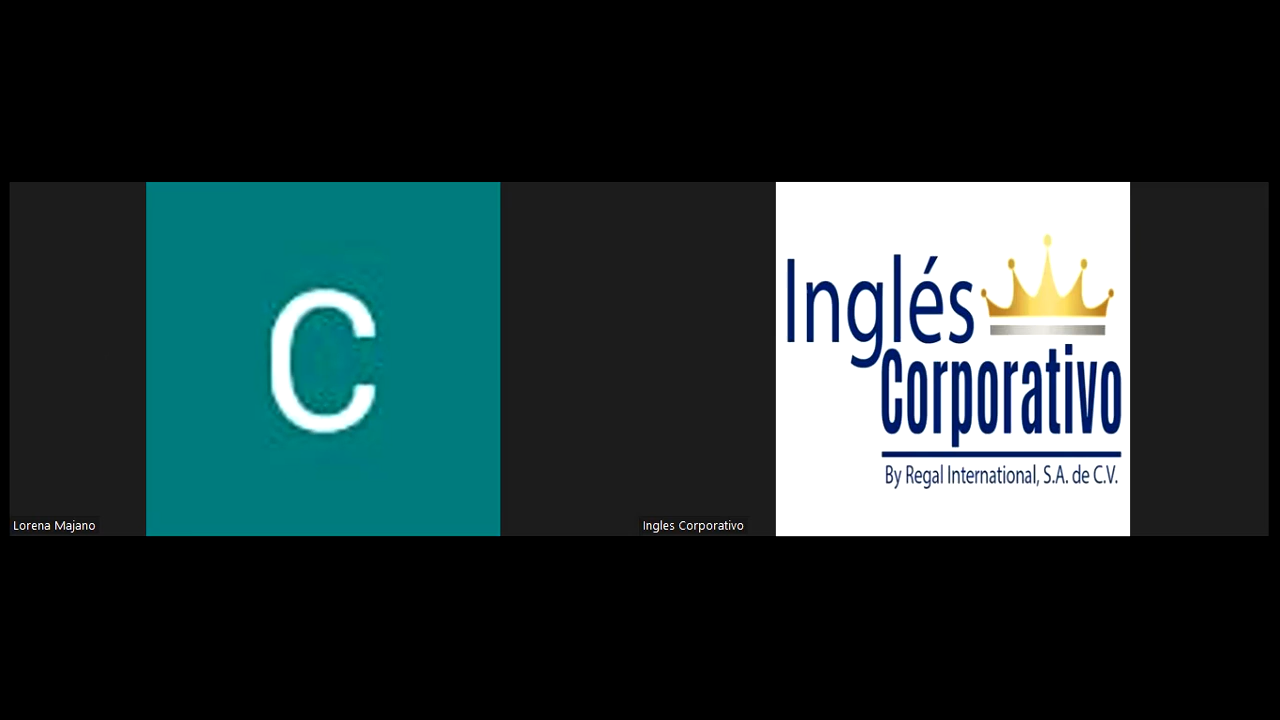 C
Inglés
Corporativo
By Regal International, S.A. de C.V.
Lorena Majano
Ingles Corporativo